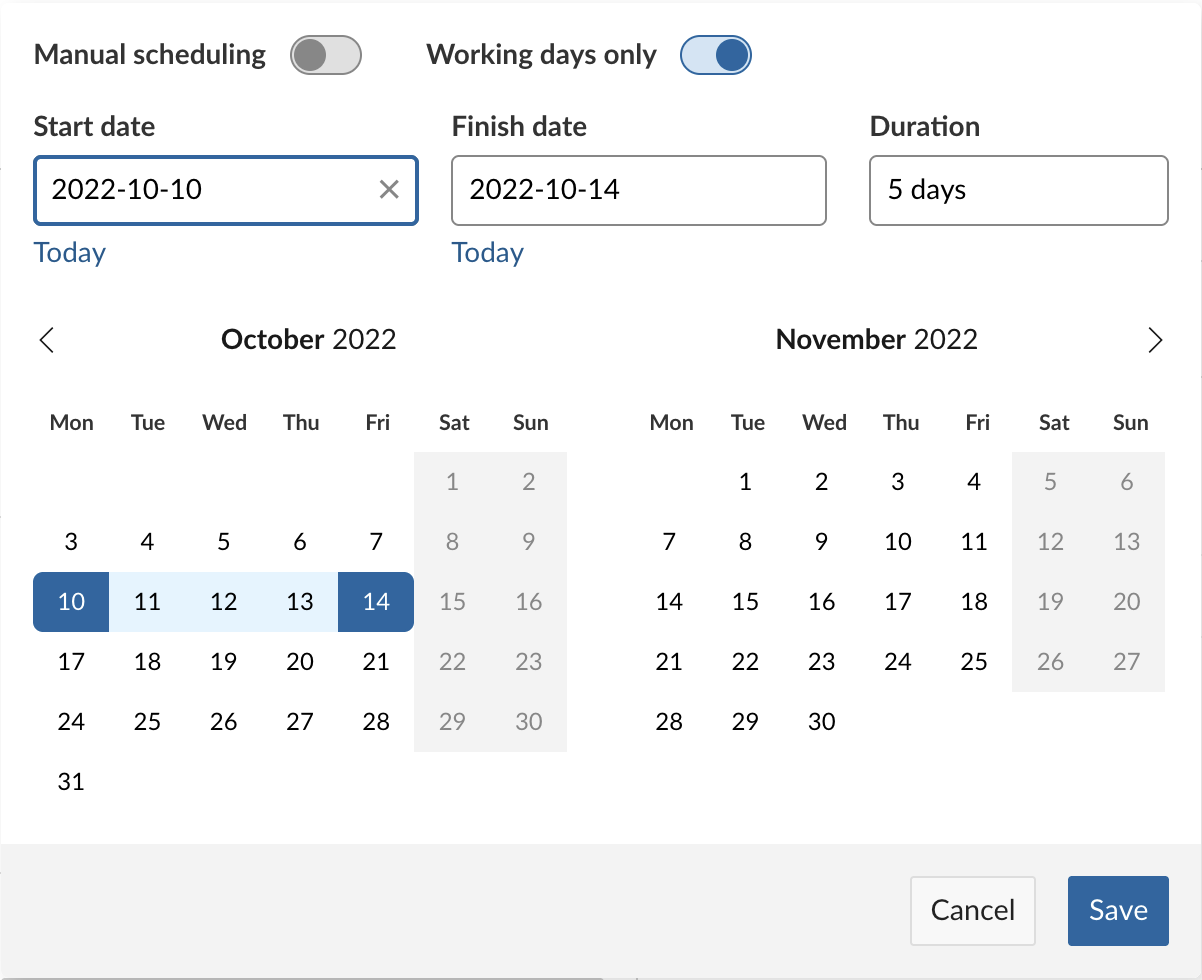 Manual scheduling Working days only
Start date Finish date Duration
2022-10-10 2022-10-14 5 days
Today Today
October 2022 November 2022
Mon Tue Wed Thu Fri Sat Sun Mon Tue Wed Thu Fri Sat Sun
1 2 1 2 3 4 5 6
3 4 5 6 7 8 9 7 8 9 10 11 12 13
10 11 12 13 14 15 16 14 15 16 17 18 19 20
17 18 19 20 21 22 23 21 22 23 24 25 26 27
24 25 26 27 28 29 30 28 29 30
31
Cancel Save